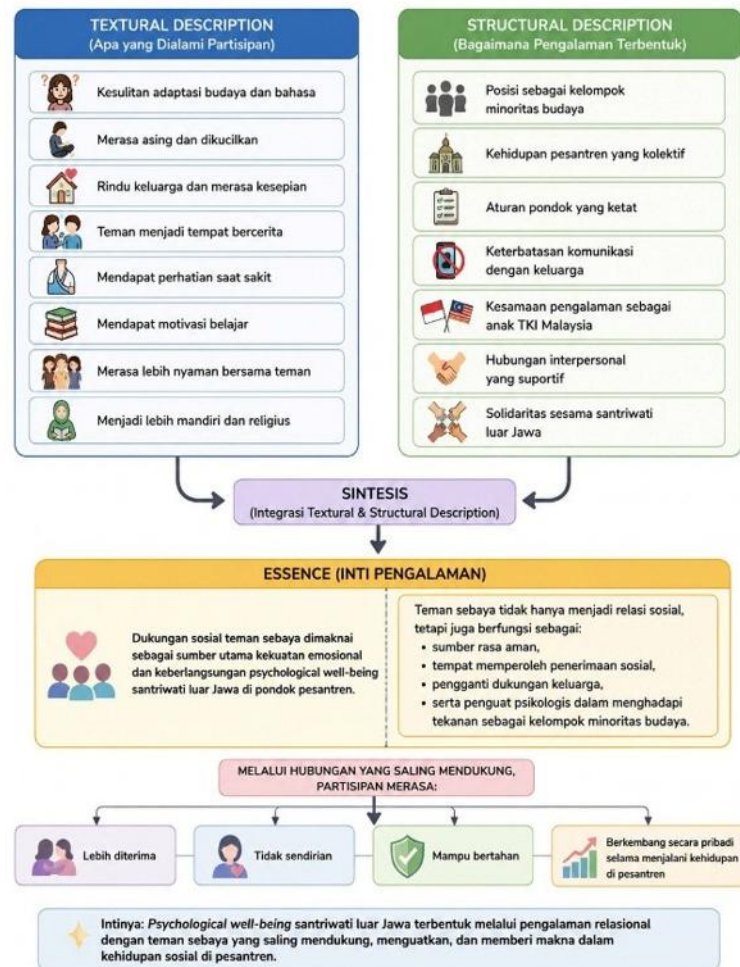 TEXTURAL DESCRIPTION
(Apa yang Dialami Partisipan)
Kesulitan adaptasi budaya dan bahasa
Merasa asing dan dikucilkan
Rindu keluarga dan merasa kesepian
Teman menjadi tempat bercerita
Mendapat perhatian saat sakit
Mendapat motivasi belajar
Merasa lebih nyaman bersama teman
Menjadi lebih mandiri dan religius
STRUCTURAL DESCRIPTION
(Bagaimana Pengalaman Terbentuk)
Posisi sebagai kelompok
minoritas budaya
Kehidupan pesantren yang kolektif
Aturan pondok yang ketat
Keterbatasan komunikasi
dengan keluarga
Kesamaan pengalaman sebagai
anak TKI Malaysia
Hubungan interpersonal
yang suportif
Solidaritas sesama santriwati
luar Jawa
SINTESIS
(Integrasi Textural & Structural Description)
ESSENCE (INTI PENGALAMAN)
Dukungan sosial teman sebaya dimaknai
sebagai sumber utama kekuatan emosional
dan keberlangsungan psychological well-being
santriwati luar Jawa di pondok pesantren.
Teman sebaya tidak hanya menjadi relasi sosial,
tetapi juga berfungsi sebagai:
• sumber rasa aman,
• tempat memperoleh penerimaan sosial,
• pengganti dukungan keluarga,
• serta penguat psikologis dalam menghadapi
tekanan sebagai kelompok minoritas budaya.
MELALUI HUBUNGAN YANG SALING MENDUKUNG,
PARTISIPAN MERASA:
Lebih diterima
Tidak sendirian
Mampu bertahan
Berkembang secara pribadi
selama menjalani kehidupan
di pesantren
Intinya: Psychological well-being santriwati luar Jawa terbentuk melalui pengalaman relasional
dengan teman sebaya yang saling mendukung, menguatkan, dan memberi makna dalam
kehidupan sosial di pesantren.